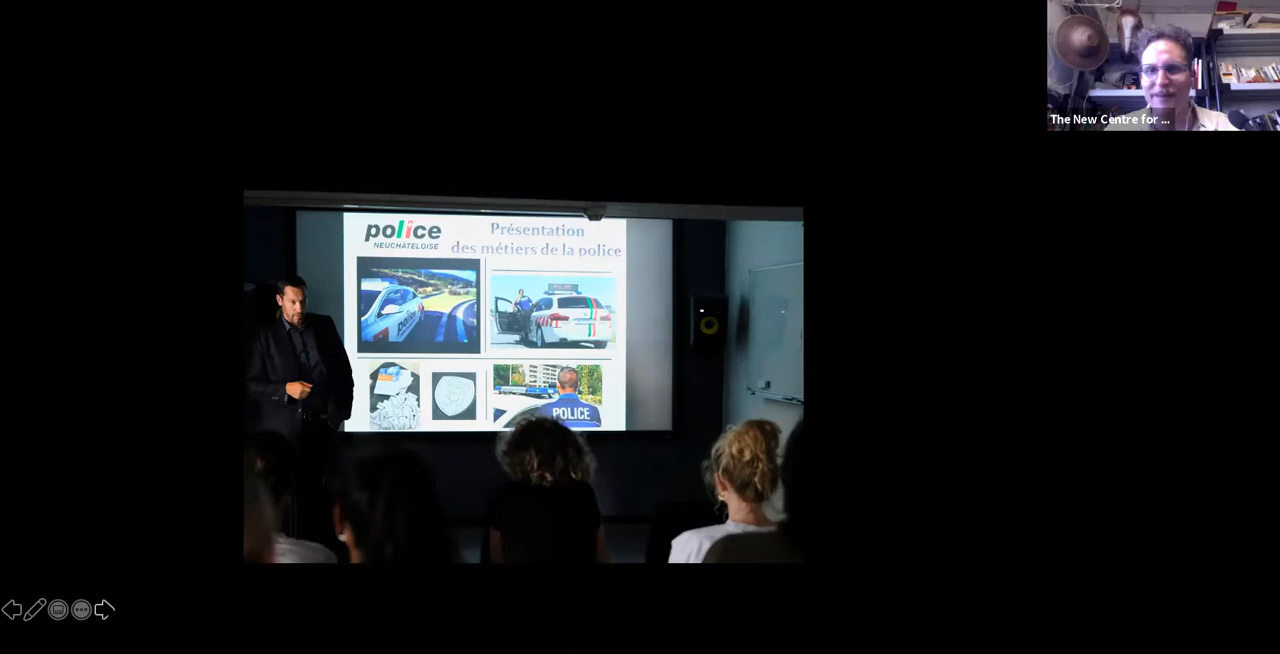 The New Centre for ...
police
NEUCHÂTELOISE
Présentation
des métiers de la police
POLICE